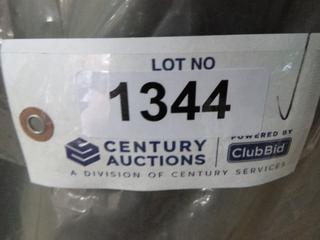 LOT NO
1344
CENTURY
AUCTIONS
POWERED BY
ClubBid
A DIVISION OF CENTURY SERVICES